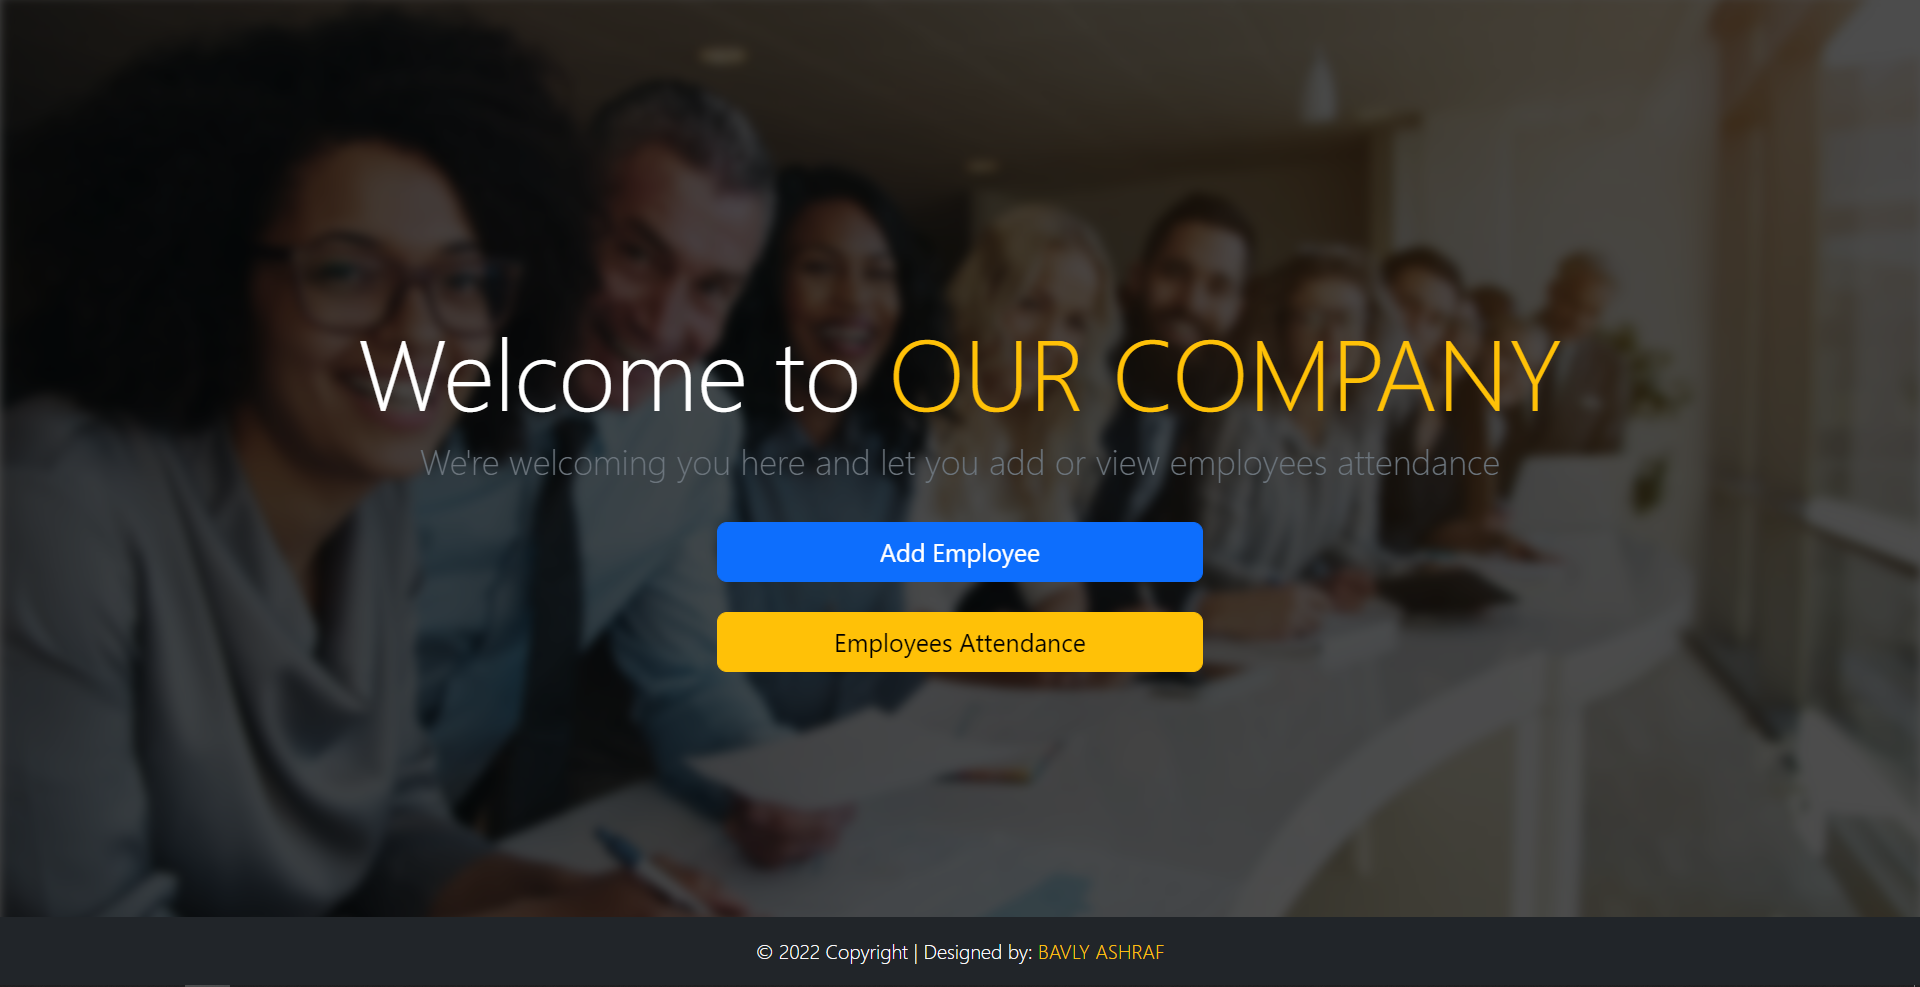 Welcome to OUR COMPANY
We're welcoming you here and let you add or view employees attendance
Add Employee
Employees Attendance
© 2022 Copyright | Designed by: BAVLY ASHRAF